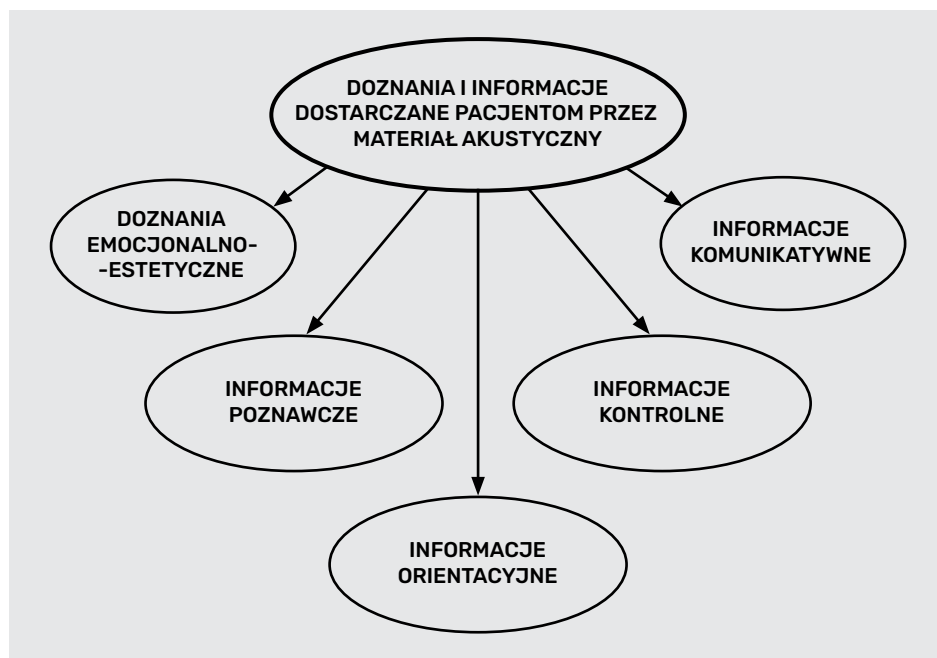 DOZNANIA I INFORMACJE
DOSTARCZANE PACJENTOM PRZEZ
MATERIAŁ AKUSTYCZNY
DOZNANIA
EMOCJONALNO-
-ESTETYCZNE
INFORMACJE
KOMUNIKATYWNE
INFORMACJE
POZNAWCZE
INFORMACJE
KONTROLNE
INFORMACJE
ORIENTACYJNE